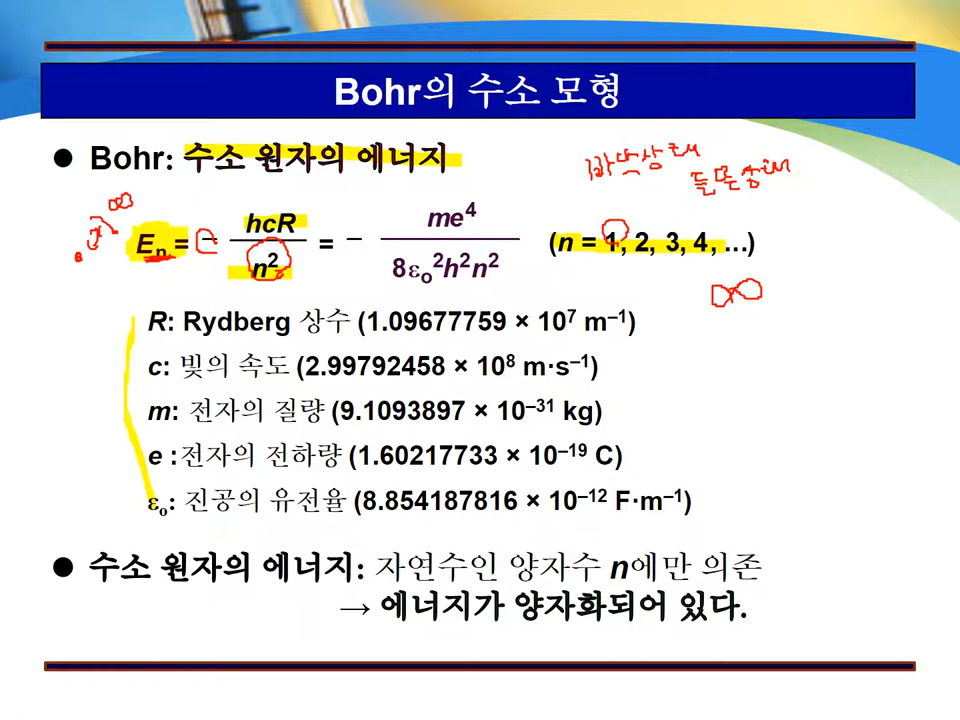 Bohr의 수소 모형
● Bohr: 수소 원자의 에너지
바닥상태
들뜬상태
∞
Eₙ = − hcR / n² = − me⁴ / 8εₒ²h²n² (n = 1, 2, 3, 4, ...)
∞
R: Rydberg 상수 (1.09677759 × 10⁷ m⁻¹)
c: 빛의 속도 (2.99792458 × 10⁸ m·s⁻¹)
m: 전자의 질량 (9.1093897 × 10⁻³¹ kg)
e :전자의 전하량 (1.60217733 × 10⁻¹⁹ C)
εₒ: 진공의 유전율 (8.854187816 × 10⁻¹² F·m⁻¹)
● 수소 원자의 에너지: 자연수인 양자수 n에만 의존
→ 에너지가 양자화되어 있다.